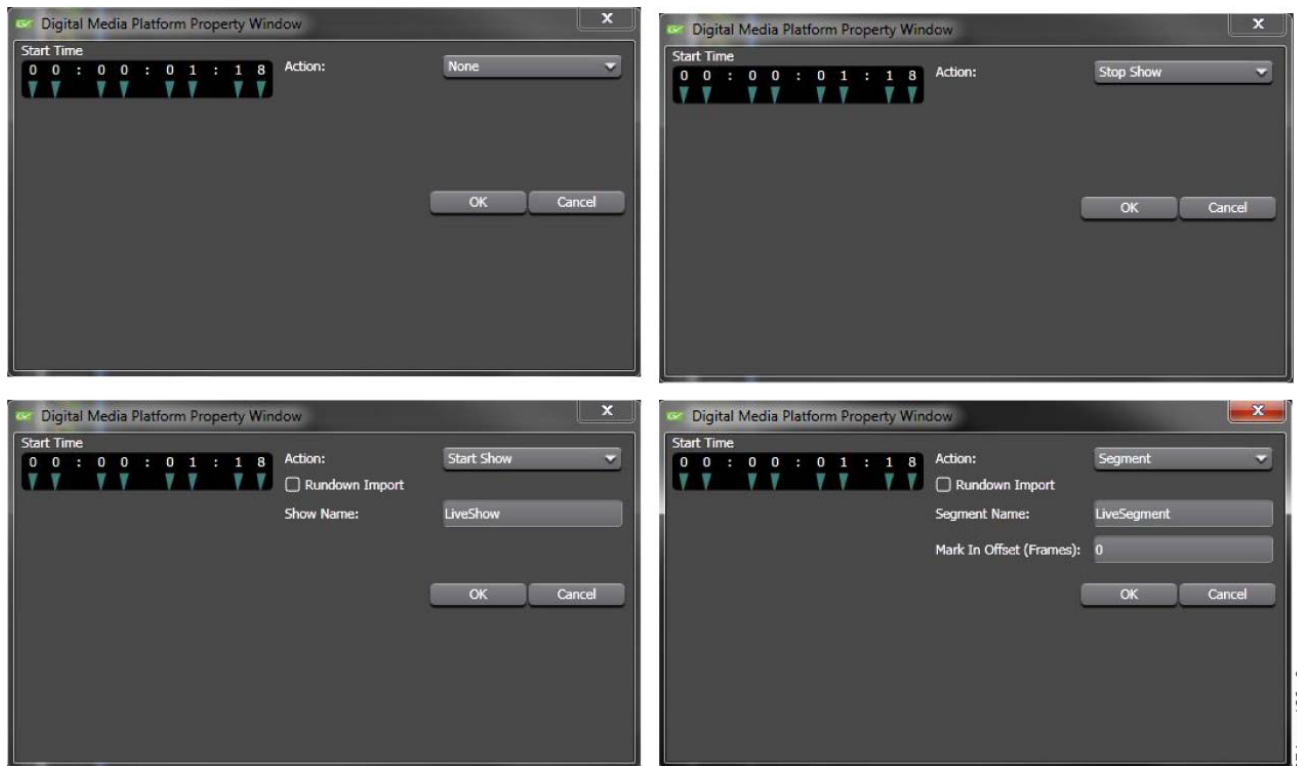 Digital Media Platform Property Window
Start Time
0 0 : 0 0 : 0 1 : 1 8
Action:
None
OK
Cancel
Digital Media Platform Property Window
Start Time
0 0 : 0 0 : 0 1 : 1 8
Action:
Stop Show
OK
Cancel
Digital Media Platform Property Window
Start Time
0 0 : 0 0 : 0 1 : 1 8
Action:
Start Show
Rundown Import
Show Name:
LiveShow
OK
Cancel
Digital Media Platform Property Window
Start Time
0 0 : 0 0 : 0 1 : 1 8
Action:
Segment
Rundown Import
Segment Name:
LiveSegment
Mark In Offset (Frames):
0
OK
Cancel